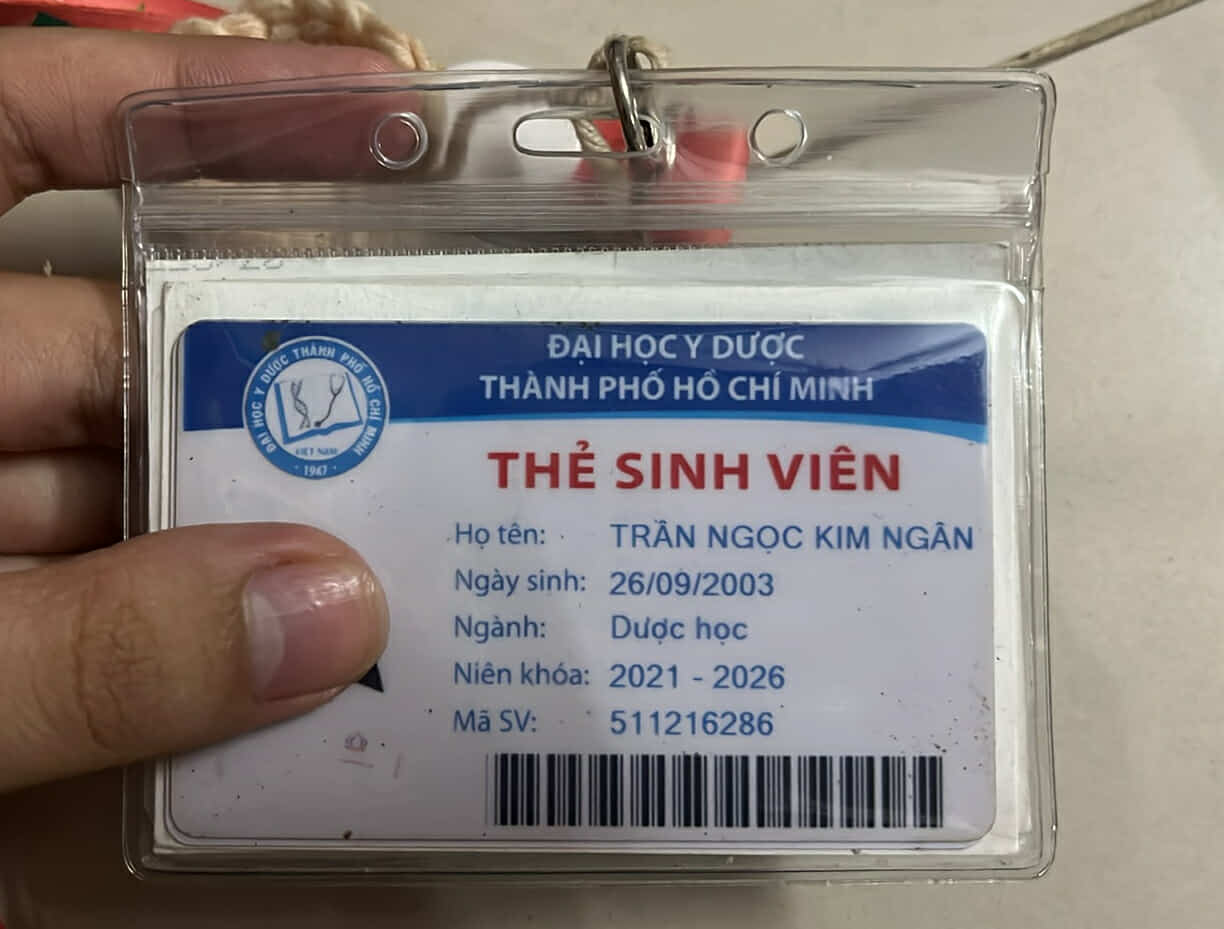 ĐẠI HỌC Y DƯỢC
THÀNH PHỐ HỒ CHÍ MINH
ĐẠI HỌC Y DƯỢC THÀNH PHỐ HỒ CHÍ MINH
VIỆT NAM
· 1947 ·
THẺ SINH VIÊN
Họ tên: TRẦN NGỌC KIM NGÂN
Ngày sinh: 26/09/2003
Ngành: Dược học
Niên khóa: 2021 - 2026
Mã SV: 511216286